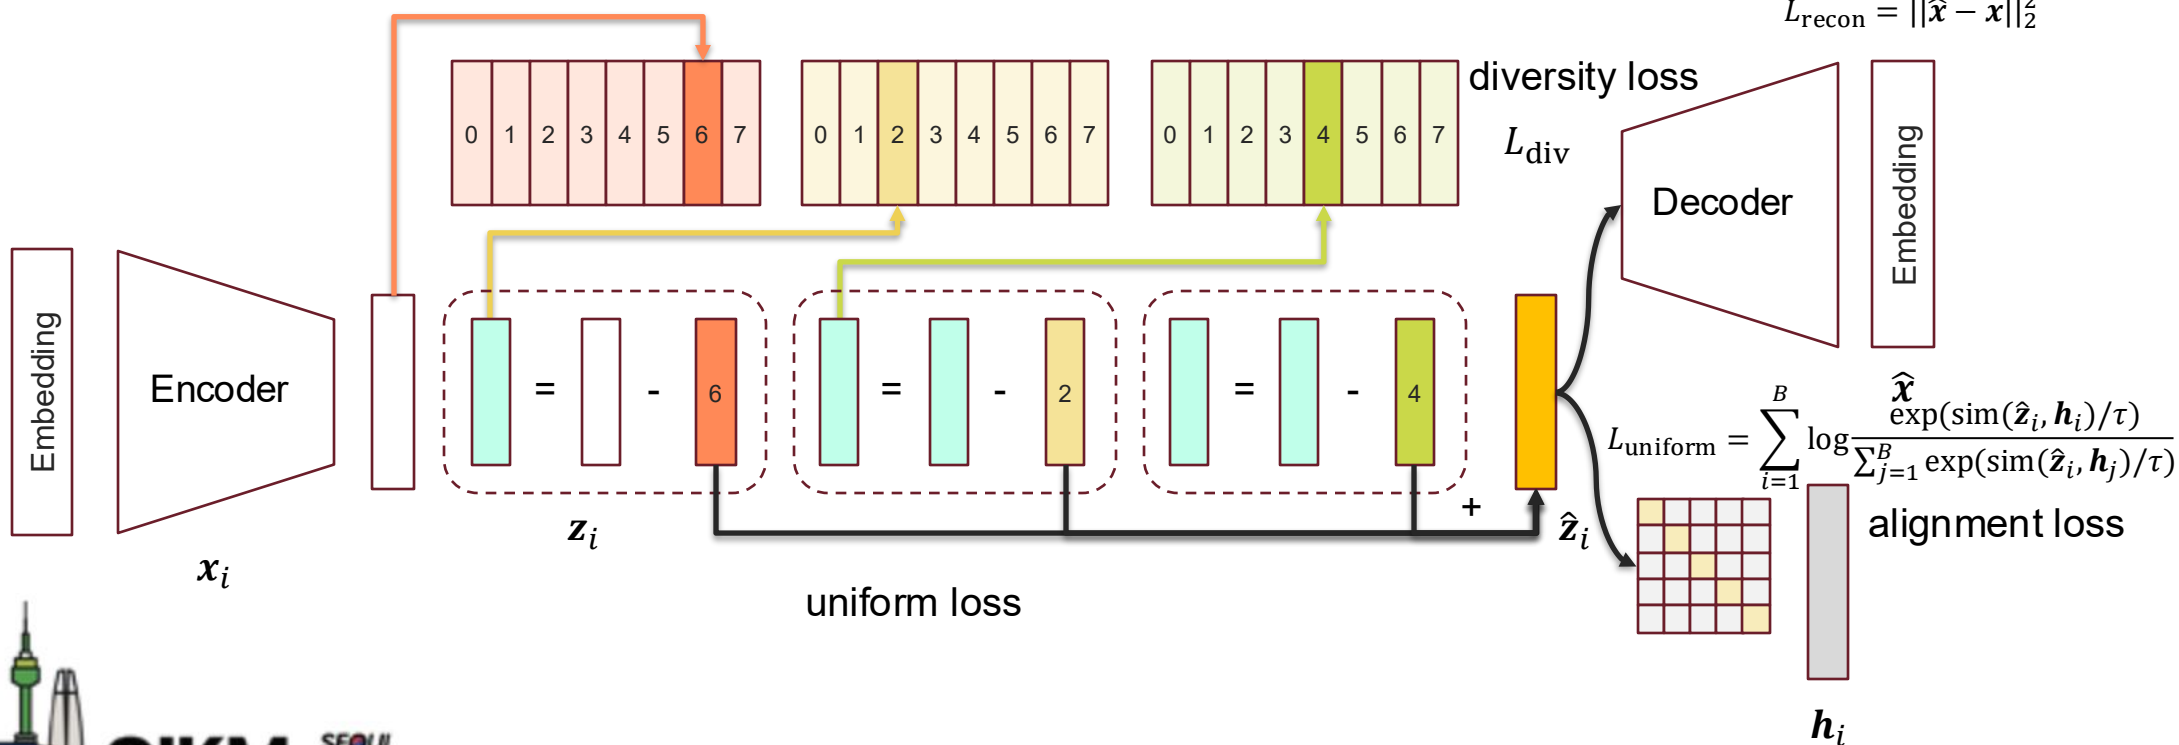 L_recon = ||x̂ − x||₂²
0 1 2 3 4 5 6 7
0 1 2 3 4 5 6 7
0 1 2 3 4 5 6 7
diversity loss
L_div
Embedding
Encoder
x_i
= - 6
z_i
= - 2
= - 4
+
ẑ_i
uniform loss
Decoder
Embedding
x̂
L_uniform = ∑_{i=1}^{B} log exp(sim(ẑ_i, h_i)/τ) / ∑_{j=1}^{B} exp(sim(ẑ_i, h_j)/τ)
alignment loss
h_i
CIKM SEOUL